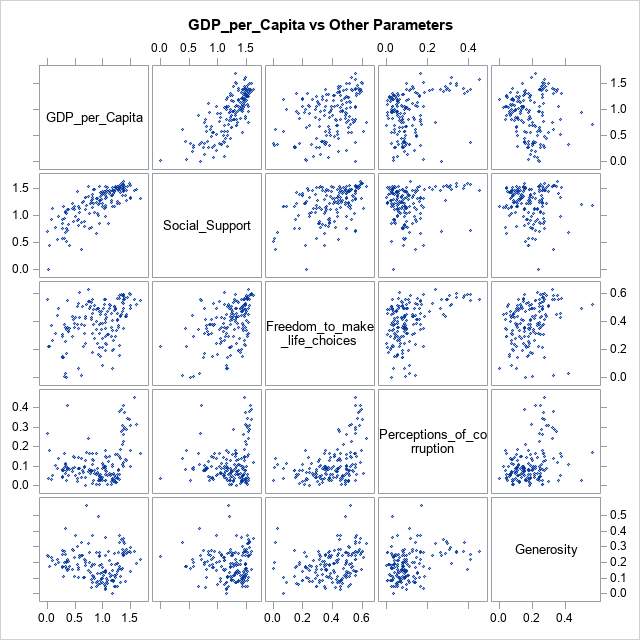 GDP_per_Capita vs Other Parameters
0.0 0.5 1.0 1.5 0.0 0.2 0.4
GDP_per_Capita
1.5
1.0
0.5
0.0
1.5
1.0
0.5
0.0
Social_Support
Freedom_to_make
_life_choices
0.6
0.4
0.2
0.0
0.4
0.3
0.2
0.1
0.0
Perceptions_of_co
rruption
Generosity
0.5
0.4
0.3
0.2
0.1
0.0
0.0 0.5 1.0 1.5 0.0 0.2 0.4 0.6 0.0 0.2 0.4